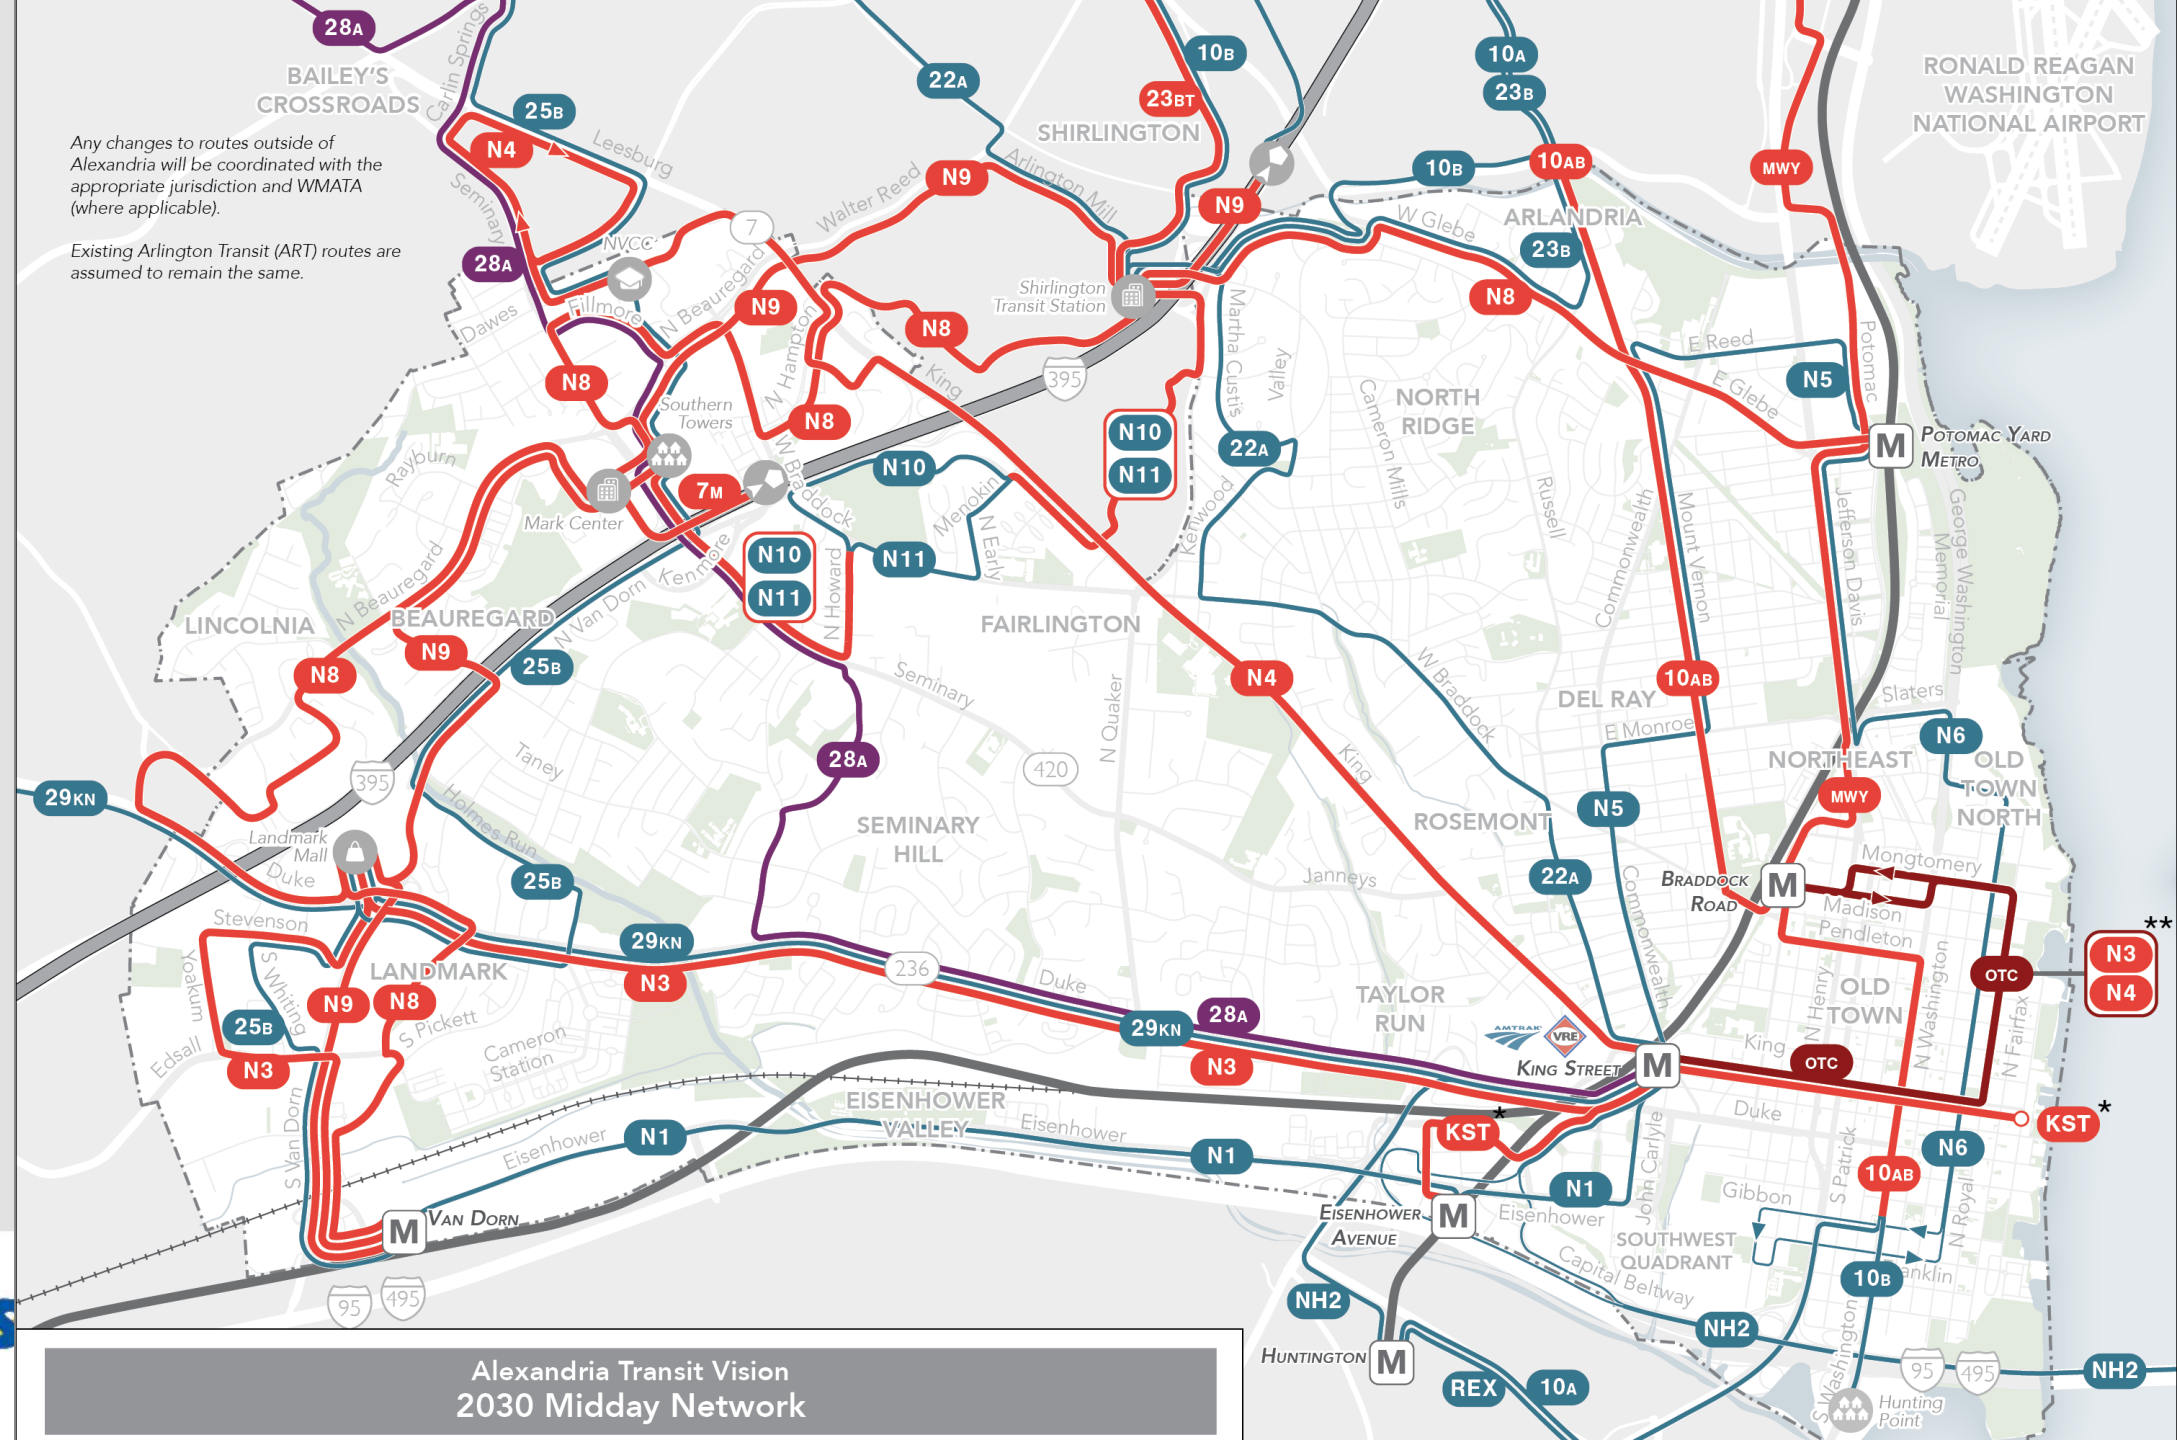 28A
BAILEY'S
CROSSROADS
Carlin Springs
25B
N4
Leesburg
Seminary
28A
Any changes to routes outside of
Alexandria will be coordinated with the
appropriate jurisdiction and WMATA
(where applicable).
Existing Arlington Transit (ART) routes are
assumed to remain the same.
22A
10B
23BT
SHIRLINGTON
Arlington Mill
Walter Reed
N9
N9
10A
23B
10B
10AB
MWY
RONALD REAGAN
WASHINGTON
NATIONAL AIRPORT
W Glebe
ARLANDRIA
23B
N8
NVCC
7
Fillmore
Dawes
N Beauregard
N9
N Hampton
N8
Shirlington
Transit Station
King
395
N8
N8
Southern
Towers
W Braddock
7M
Mark Center
Rayburn
N Beauregard
Martha Custis
Valley
Cameron Mills
NORTH
RIDGE
Russell
E Reed
E Glebe
N5
Potomac
M
POTOMAC YARD
METRO
N10
N11
22A
Kenwood
N10
Menokin
N Early
N11
N10
N11
Kenmore
N Howard
N Van Dorn
Commonwealth
Mount Vernon
Jefferson Davis
George Washington
Memorial
LINCOLNIA
BEAUREGARD
N9
N8
25B
FAIRLINGTON
Seminary
N Quaker
N4
W Braddock
10AB
DEL RAY
E Monroe
Slaters
N6
NORTHEAST
OLD
TOWN
NORTH
MWY
29KN
395
Taney
Holmes Run
28A
420
King
SEMINARY
HILL
ROSEMONT
N5
Landmark
Mall
Duke
25B
Janneys
22A
Commonwealth
BRADDOCK
ROAD
M
Mongtomery
Madison
Pendleton
Stevenson
Yoakum
S Whiting
LANDMARK
N9
N8
25B
N3
Edsall
S Pickett
Cameron
Station
29KN
N3
236
Duke
28A
29KN
N3
TAYLOR
RUN
AMTRAK
VRE
KING STREET
M
King
N Henry
OLD
TOWN
N Washington
N Fairfax
OTC
**
N3
N4
OTC
KST
*
EISENHOWER
VALLEY
Eisenhower
Eisenhower
N1
N1
KST
*
N1
Duke
John Carlyle
S Patrick
10AB
N6
S Van Dorn
M
VAN DORN
EISENHOWER
AVENUE
M
Eisenhower
Gibbon
N Royal
SOUTHWEST
QUADRANT
10B
Capital Beltway
95
495
NH2
NH2
HUNTINGTON
M
REX
10A
S Washington
95
495
NH2
Hunting
Point
Alexandria Transit Vision
2030 Midday Network